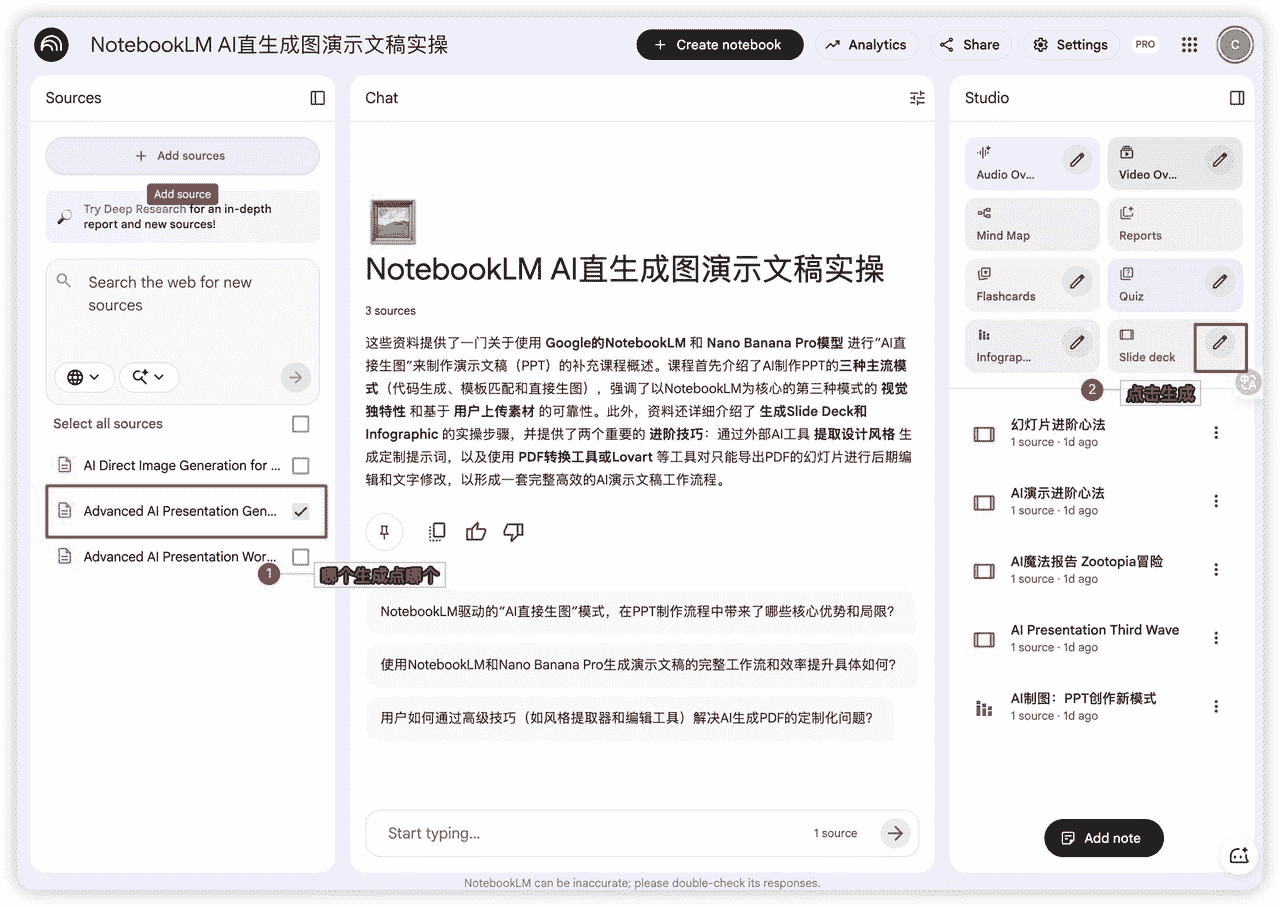 NotebookLM AI直生成图演示文稿实操
Create notebook
Analytics
Share
Settings
PRO
C
Sources
Add sources
Add source
Try Deep Research for an in-depth
report and new sources!
Search the web for new
sources
Select all sources
AI Direct Image Generation for ...
Advanced AI Presentation Gen...
Advanced AI Presentation Wor...
1
哪个生成点哪个
Chat
NotebookLM AI直生成图演示文稿实操
3 sources
这些资料提供了一门关于使用 Google的NotebookLM 和 Nano Banana Pro模型 进行“AI直
接生图”来制作演示文稿（PPT）的补充课程概述。课程首先介绍了AI制作PPT的三种主流模
式（代码生成、模板匹配和直接生图），强调了以NotebookLM为核心的第三种模式的 视觉
独特性 和基于 用户上传素材 的可靠性。此外，资料还详细介绍了 生成Slide Deck和
Infographic 的实操步骤，并提供了两个重要的 进阶技巧：通过外部AI工具 提取设计风格 生
成定制提示词，以及使用 PDF转换工具或Lovart 等工具对只能导出PDF的幻灯片进行后期编
辑和文字修改，以形成一套完整高效的AI演示文稿工作流程。
NotebookLM驱动的“AI直接生图”模式，在PPT制作流程中带来了哪些核心优势和局限？
使用NotebookLM和Nano Banana Pro生成演示文稿的完整工作流和效率提升具体如何？
用户如何通过高级技巧（如风格提取器和编辑工具）解决AI生成PDF的定制化问题？
Start typing...
1 source
NotebookLM can be inaccurate; please double-check its responses.
Studio
Audio Ov...
Video Ov...
Mind Map
Reports
Flashcards
Quiz
Infograp...
Slide deck
2
点击生成
幻灯片进阶心法
1 source · 1d ago
AI演示进阶心法
1 source · 1d ago
AI魔法报告 Zootopia冒险
1 source · 1d ago
AI Presentation Third Wave
1 source · 1d ago
AI制图：PPT创作新模式
1 source · 1d ago
Add note